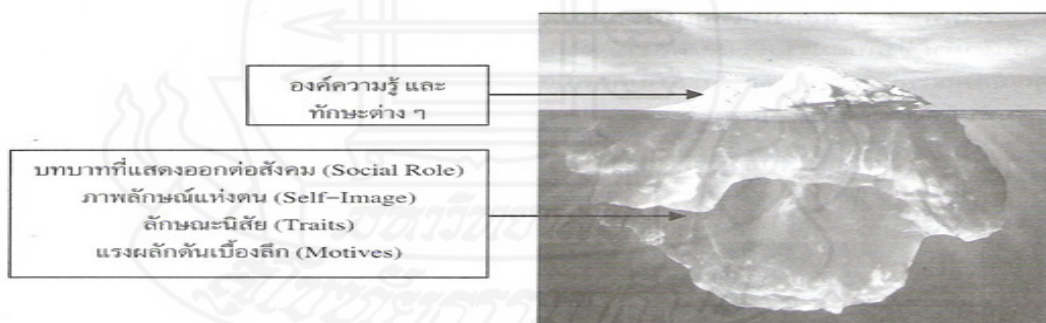 องค์ความรู้ และ
ทักษะต่าง ๆ
บทบาทที่แสดงออกต่อสังคม (Social Role)
ภาพลักษณ์แห่งตน (Self-Image)
ลักษณะนิสัย (Traits)
แรงผลักดันเบื้องลึก (Motives)